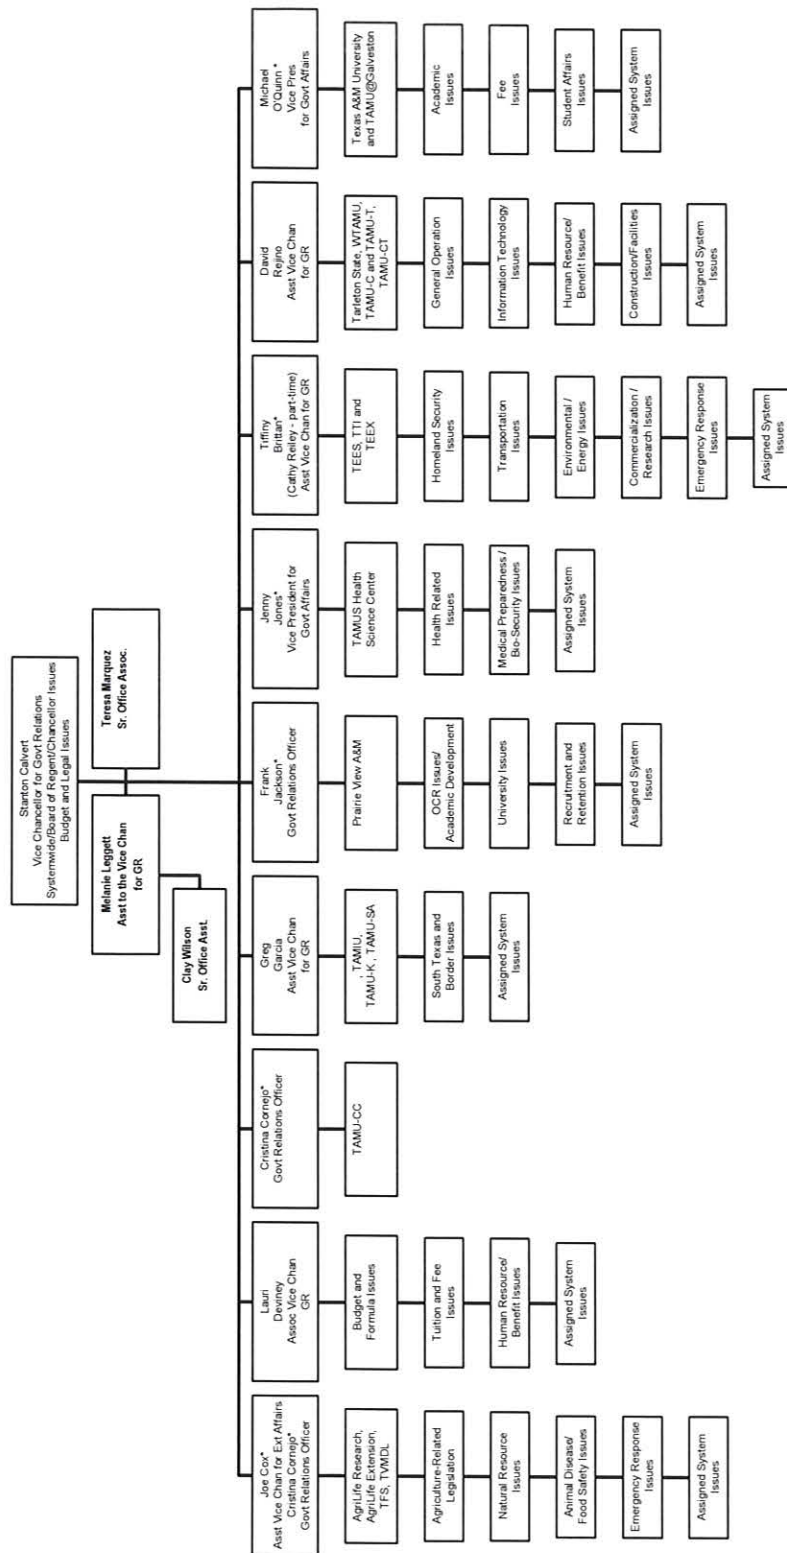 Stanton Calvert
Vice Chancellor for Govt Relations
Systemwide/Board of Regent/Chancellor Issues
Budget and Legal Issues
Melanie Leggett
Asst to the Vice Chan
for GR
Teresa Marquez
Sr. Office Assoc.
Clay Wilson
Sr. Office Asst.
Joe Cox*
Asst Vice Chan for Ext Affairs
Cristina Cornejo*
Govt Relations Officer
AgriLife Research,
AgriLife Extension,
TFS, TVMDL
Agriculture-Related
Legislation
Natural Resource
Issues
Animal Disease/
Food Safety Issues
Emergency Response
Issues
Assigned System
Issues
Lauri
Deviney
Assoc Vice Chan
GR
Budget and
Formula Issues
Tuition and Fee
Issues
Human Resource/
Benefit Issues
Assigned System
Issues
Cristina Cornejo*
Govt Relations Officer
TAMU-CC
Greg
Garcia
Asst Vice Chan
for GR
, TAMIU,
TAMU-K , TAMU-SA
South Texas and
Border Issues
Assigned System
Issues
Frank
Jackson*
Govt Relations Officer
Prairie View A&M
OCR Issues/
Academic Development
University Issues
Recruitment and
Retention Issues
Assigned System
Issues
Jenny
Jones*
Vice President for
Govt Affairs
TAMUS Health
Science Center
Health Related
Issues
Medical Preparedness /
Bio-Security Issues
Assigned System
Issues
Tiffiny
Brittan*
(Cathy Reiley - part-time)
Asst Vice Chan for GR
TEES, TTI and
TEEX
Homeland Security
Issues
Transportation
Issues
Environmental /
Energy Issues
Commercialization /
Research Issues
Emergency Response
Issues
Assigned System
Issues
David
Rejino
Asst Vice Chan
for GR
Tarleton State, WTAMU,
TAMU-C and TAMU-T,
TAMU-CT
General Operation
Issues
Information Technology
Issues
Human Resource/
Benefit Issues
Construction/Facilities
Issues
Assigned System
Issues
Michael
O'Quinn *
Vice Pres
for Govt Affairs
Texas A&M University
and TAMU@Galveston
Academic
Issues
Fee
Issues
Student Affairs
Issues
Assigned System
Issues